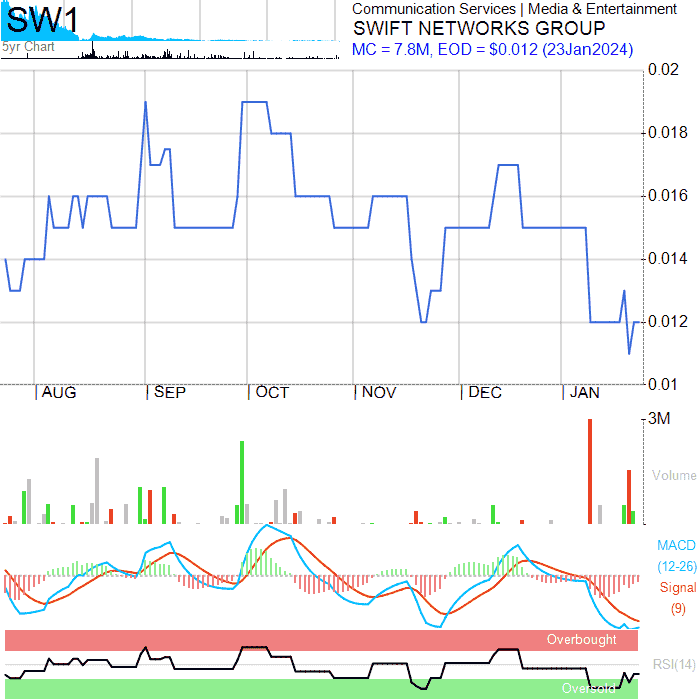 SW1
5yr Chart
Communication Services | Media & Entertainment
SWIFT NETWORKS GROUP
MC = 7.8M, EOD = $0.012 (23Jan2024)
0.02
0.018
0.016
0.014
0.012
0.01
| AUG | SEP | OCT | NOV | DEC | JAN
3M
Volume
MACD
(12-26)
Signal
(9)
Overbought
RSI(14)
Oversold